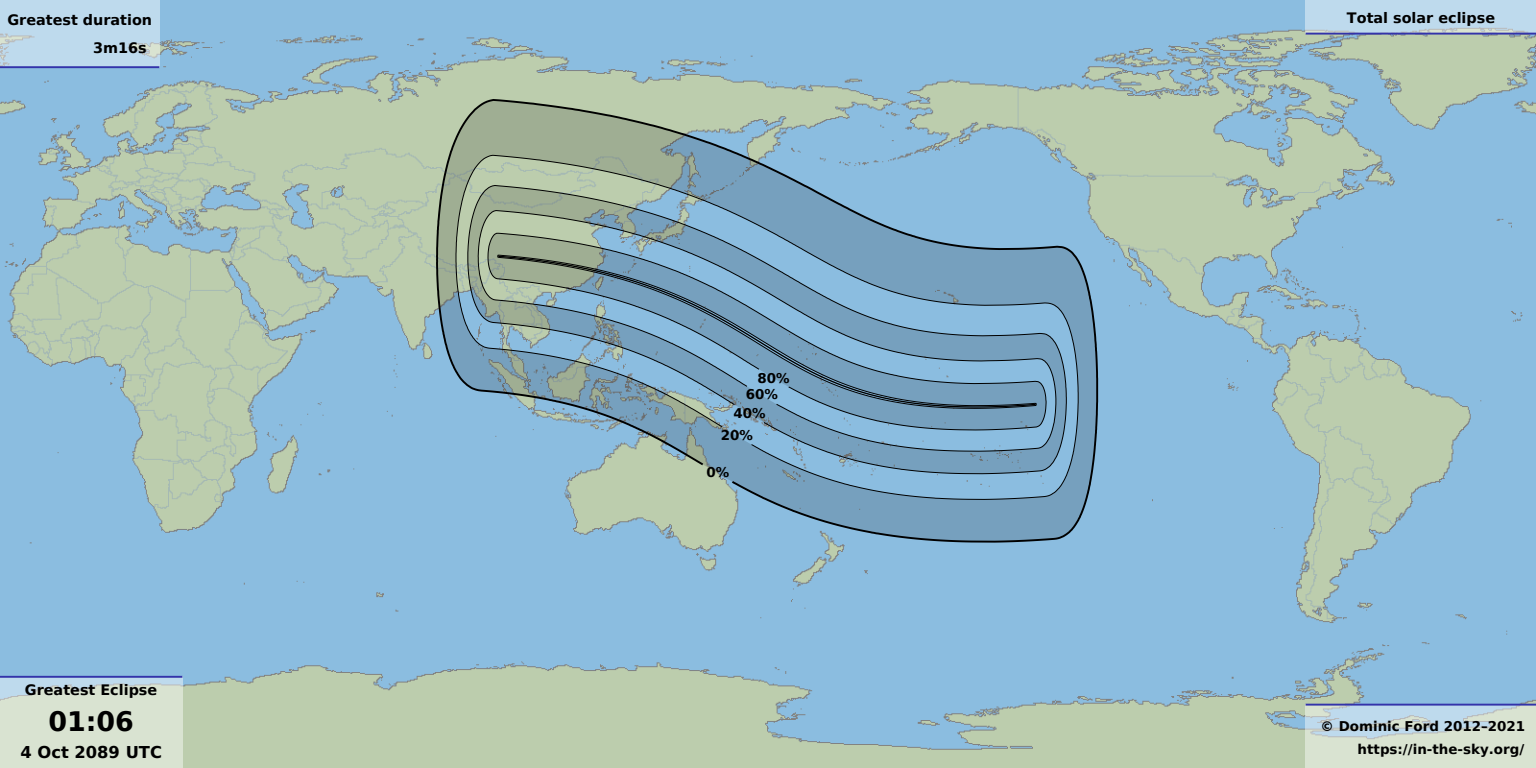 Greatest duration
3m16s
Total solar eclipse
80%
60%
40%
20%
0%
Greatest Eclipse
01:06
4 Oct 2089 UTC
© Dominic Ford 2012–2021
https://in-the-sky.org/